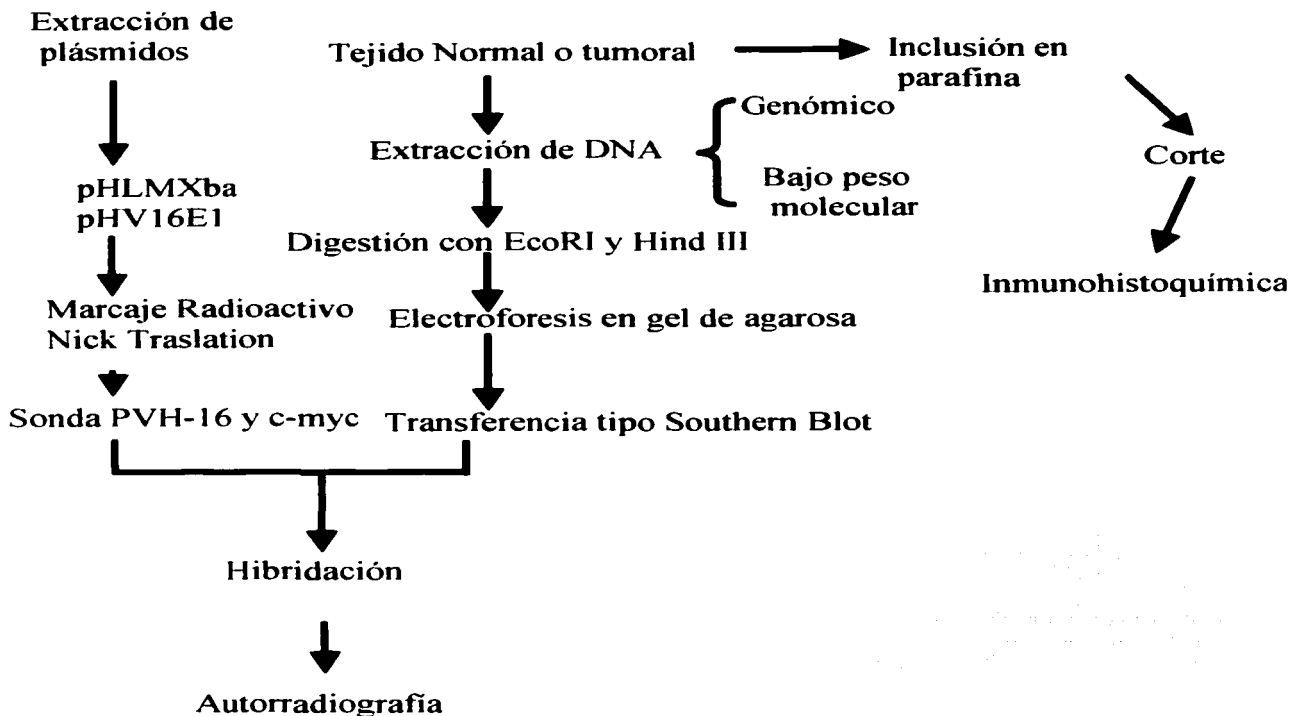 Extracción de
plásmidos
Tejido Normal o tumoral
Inclusión en
parafina
Genómico
Extracción de DNA
Bajo peso
molecular
Corte
pHLMXba
pHV16E1
Digestión con EcoRI y Hind III
Inmunohistoquímica
Marcaje Radioactivo
Nick Traslation
Electroforesis en gel de agarosa
Sonda PVH-16 y c-myc
Transferencia tipo Southern Blot
Hibridación
Autorradiografía